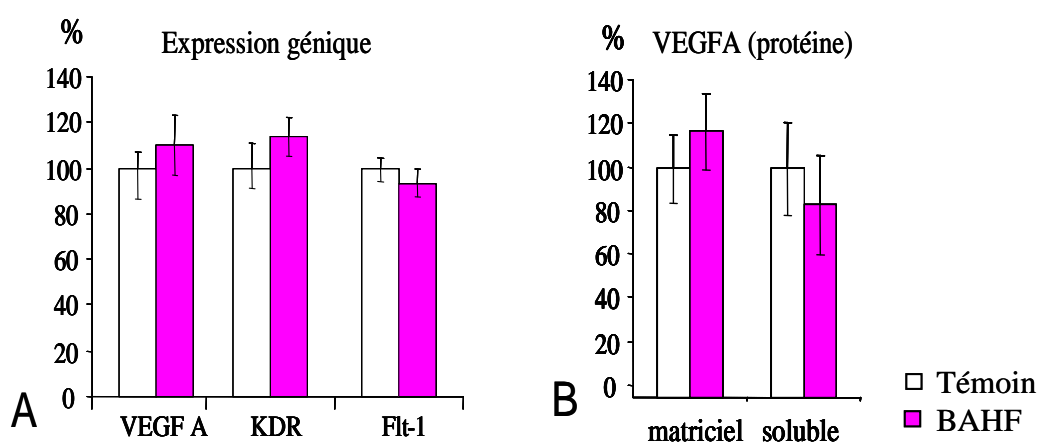 %
Expression génique
140
120
100
80
60
40
20
0
VEGF A KDR Flt-1
A
%
VEGFA (protéine)
140
120
100
80
60
40
20
0
matriciel soluble
B
Témoin
BAHF